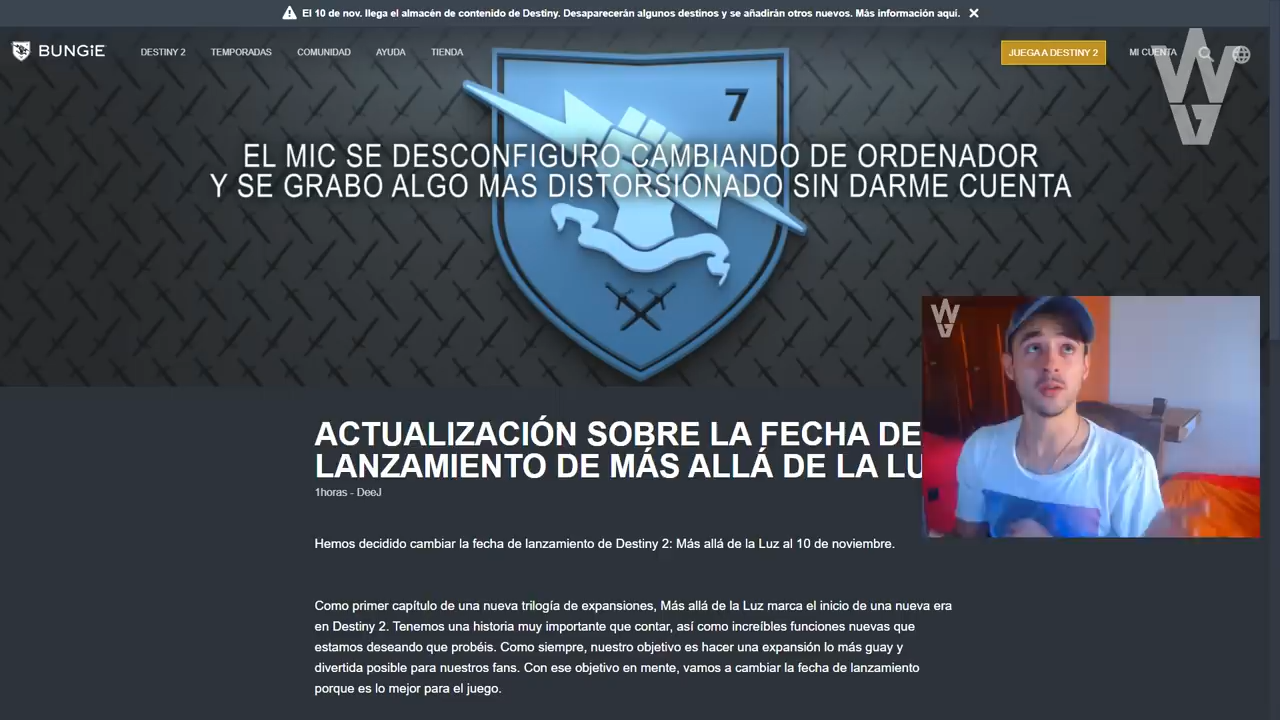 El 10 de nov. llega el almacén de contenido de Destiny. Desaparecerán algunos destinos y se añadirán otros nuevos. Más información aqui.
BUNGiE
DESTINY 2
TEMPORADAS
COMUNIDAD
AYUDA
TIENDA
JUEGA A DESTINY 2
MI CUENTA
WG
7
EL MIC SE DESCONFIGURO CAMBIANDO DE ORDENADOR
Y SE GRABO ALGO MAS DISTORSIONADO SIN DARME CUENTA
WG
ACTUALIZACIÓN SOBRE LA FECHA DE
LANZAMIENTO DE MÁS ALLÁ DE LA LU
1horas - DeeJ
Hemos decidido cambiar la fecha de lanzamiento de Destiny 2: Más allá de la Luz al 10 de noviembre.
Como primer capítulo de una nueva trilogía de expansiones, Más allá de la Luz marca el inicio de una nueva era
en Destiny 2. Tenemos una historia muy importante que contar, así como increíbles funciones nuevas que
estamos deseando que probéis. Como siempre, nuestro objetivo es hacer una expansión lo más guay y
divertida posible para nuestros fans. Con ese objetivo en mente, vamos a cambiar la fecha de lanzamiento
porque es lo mejor para el juego.